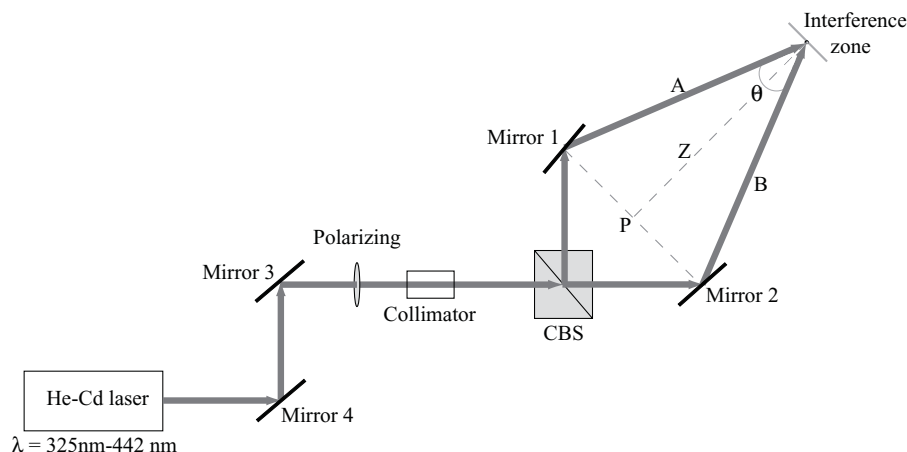 Interference
zone
A
θ
Mirror 1
Z
B
P
Polarizing
Mirror 3
Mirror 2
Collimator
CBS
He-Cd laser
Mirror 4
λ = 325nm-442 nm